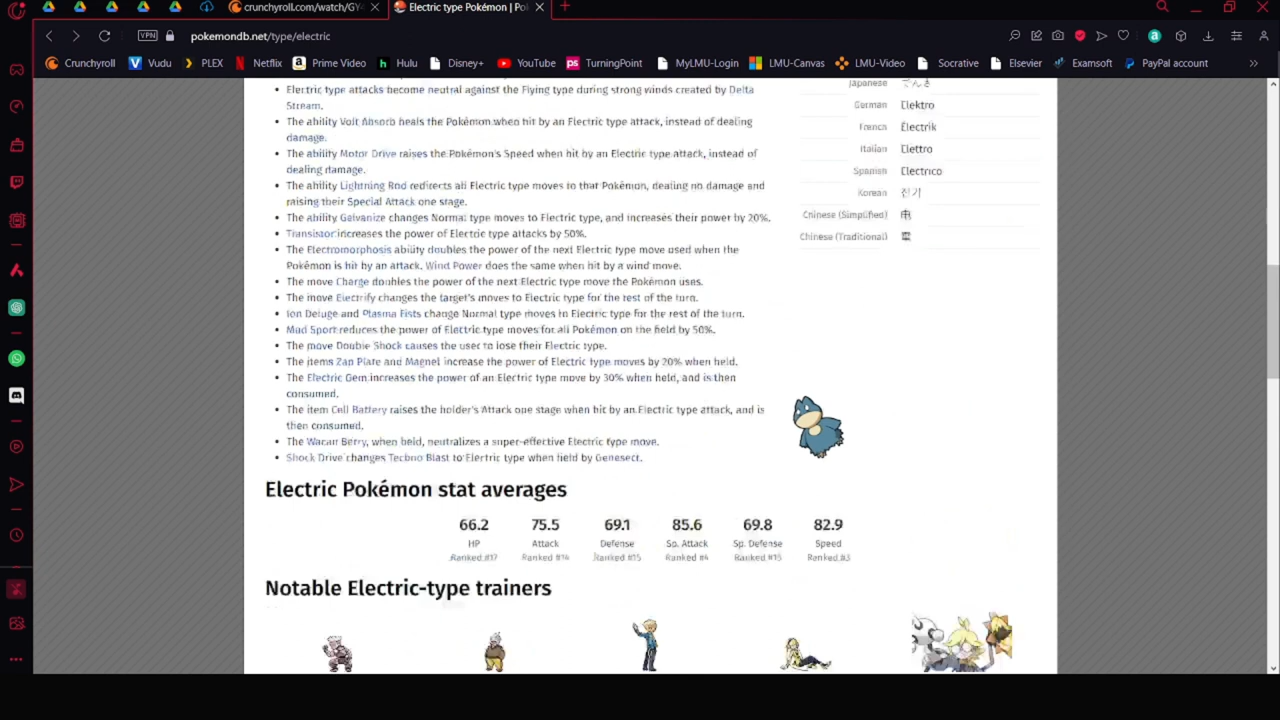 crunchyroll.com/watch/GY4
Electric type Pokémon | Pok
VPN
pokemondb.net/type/electric
Crunchyroll
Vudu
PLEX
Netflix
Prime Video
Hulu
Disney+
YouTube
TurningPoint
MyLMU-Login
LMU-Canvas
LMU-Video
Socrative
Elsevier
Examsoft
PayPal account
Electric type attacks become neutral against the Flying type during strong winds created by Delta
Stream.
The ability Volt Absorb heals the Pokémon when hit by an Electric type attack, instead of dealing
damage.
The ability Motor Drive raises the Pokémon's Speed when hit by an Electric type attack, instead of
dealing damage.
The ability Lightning Rod redirects all Electric type moves to that Pokémon, dealing no damage and
raising their Special Attack one stage.
The ability Galvanize changes Normal type moves to Electric type, and increases their power by 20%.
Transistor increases the power of Electric type attacks by 50%.
The Electromorphosis ability doubles the power of the next Electric type move used when the
Pokémon is hit by an attack. Wind Power does the same when hit by a wind move.
The move Charge doubles the power of the next Electric type move the Pokémon uses.
The move Electrify changes the target's moves to Electric type for the rest of the turn.
Ion Deluge and Plasma Fists change Normal type moves to Electric type for the rest of the turn.
Mud Sport reduces the power of Electric type moves for all Pokémon on the field by 50%.
The move Double Shock causes the user to lose their Electric type.
The items Zap Plate and Magnet increase the power of Electric type moves by 20% when held.
The Electric Gem increases the power of an Electric type move by 30% when held, and is then
consumed.
The item Cell Battery raises the holder's Attack one stage when hit by an Electric type attack, and is
then consumed.
The Wacan Berry, when held, neutralizes a super-effective Electric type move.
Shock Drive changes Techno Blast to Electric type when held by Genesect.
Japanese でんき
German Elektro
French Électrik
Italian Elettro
Spanish Eléctrico
Korean 전기
Chinese (Simplified) 电
Chinese (Traditional) 電
Electric Pokémon stat averages
66.2 75.5 69.1 85.6 69.8 82.9
HP Attack Defense Sp. Attack Sp. Defense Speed
Ranked #17 Ranked #14 Ranked #15 Ranked #4 Ranked #15 Ranked #3
Notable Electric-type trainers